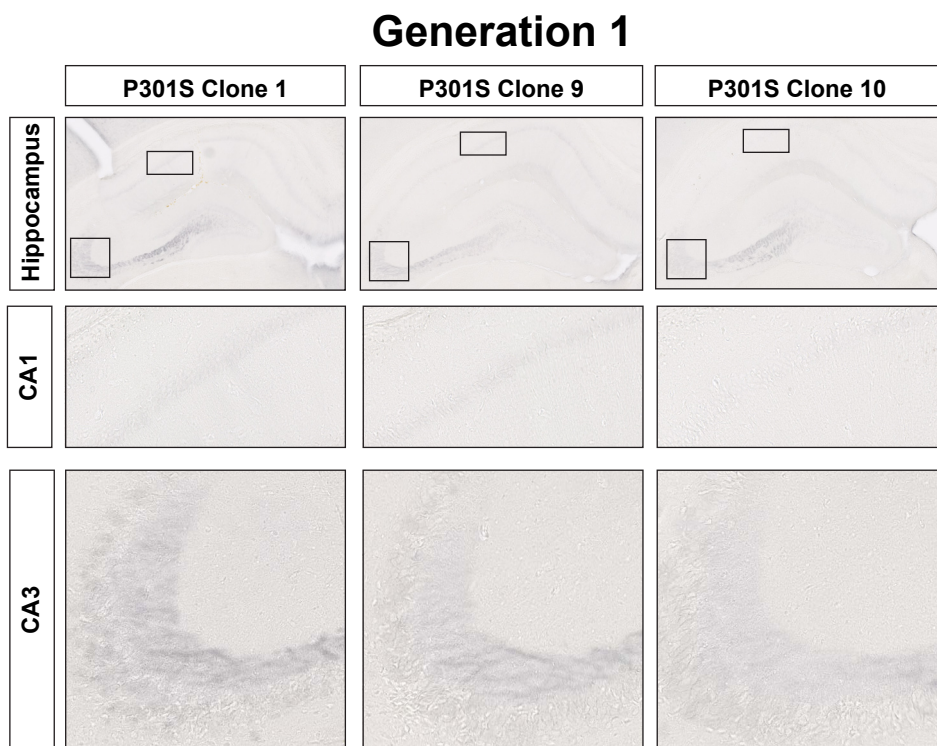 Generation 1
P301S Clone 1
P301S Clone 9
P301S Clone 10
Hippocampus
CA1
CA3